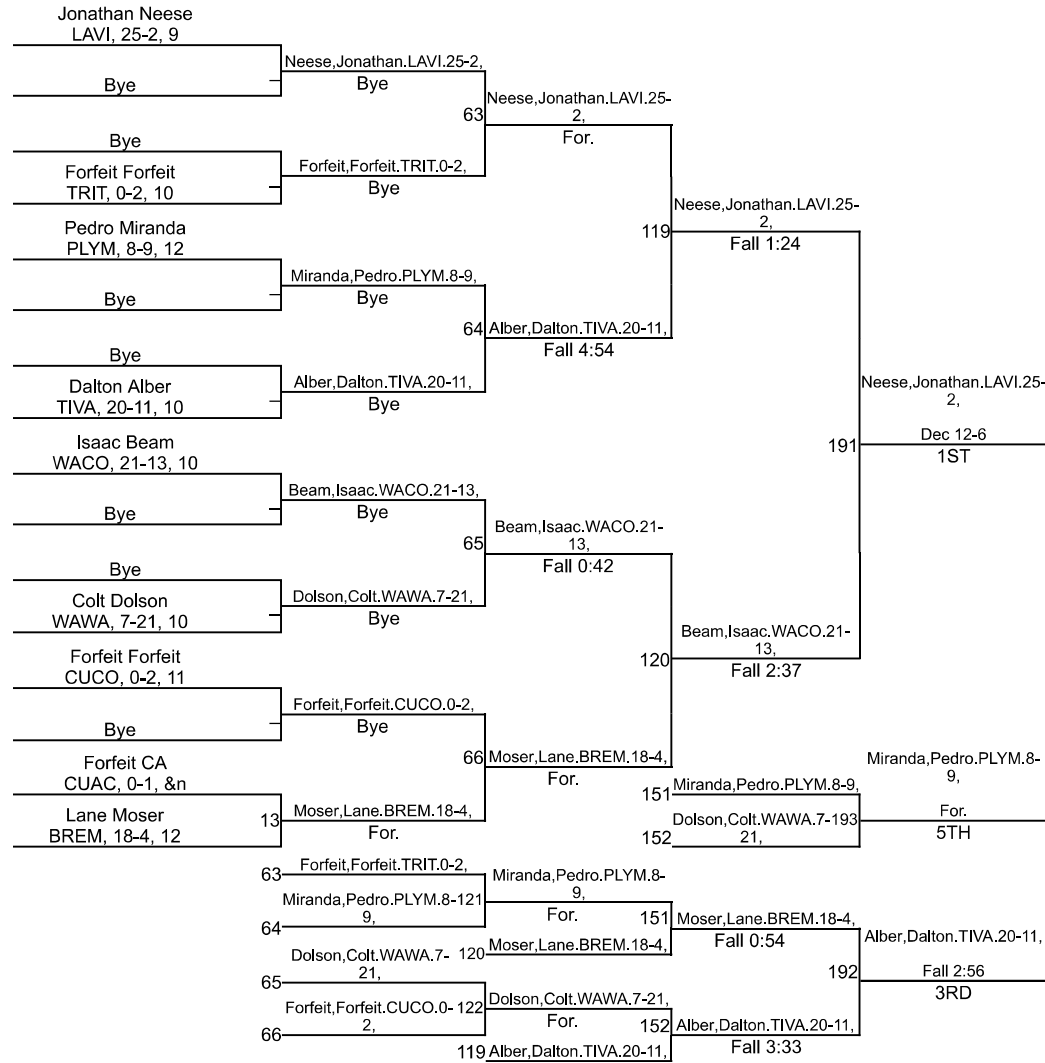 Jonathan Neese
LAVI, 25-2, 9
Bye
Bye
Forfeit Forfeit
TRIT, 0-2, 10
Pedro Miranda
PLYM, 8-9, 12
Bye
Bye
Dalton Alber
TIVA, 20-11, 10
Isaac Beam
WACO, 21-13, 10
Bye
Bye
Colt Dolson
WAWA, 7-21, 10
Forfeit Forfeit
CUCO, 0-2, 11
Bye
Forfeit CA
CUAC, 0-1, &n
Lane Moser
BREM, 18-4, 12
Neese,Jonathan.LAVI.25-2,
Bye
Forfeit,Forfeit.TRIT.0-2,
Bye
Miranda,Pedro.PLYM.8-9,
Bye
Alber,Dalton.TIVA.20-11,
Bye
Beam,Isaac.WACO.21-13,
Bye
Dolson,Colt.WAWA.7-21,
Bye
Forfeit,Forfeit.CUCO.0-2,
Bye
13
Moser,Lane.BREM.18-4,
For.
63
Neese,Jonathan.LAVI.25-
2,
For.
64
Alber,Dalton.TIVA.20-11,
Fall 4:54
65
Beam,Isaac.WACO.21-
13,
Fall 0:42
66
Moser,Lane.BREM.18-4,
For.
119
Neese,Jonathan.LAVI.25-
2,
Fall 1:24
120
Beam,Isaac.WACO.21-
13,
Fall 2:37
191
Neese,Jonathan.LAVI.25-
2,
Dec 12-6
1ST
151
Miranda,Pedro.PLYM.8-9,
152
Dolson,Colt.WAWA.7-
21,
193
Miranda,Pedro.PLYM.8-
9,
For.
5TH
63
Forfeit,Forfeit.TRIT.0-2,
64
Miranda,Pedro.PLYM.8-
9,
65
Dolson,Colt.WAWA.7-
21,
66
Forfeit,Forfeit.CUCO.0-
2,
121
Miranda,Pedro.PLYM.8-
9,
For.
120
Moser,Lane.BREM.18-4,
122
Dolson,Colt.WAWA.7-21,
For.
119
Alber,Dalton.TIVA.20-11,
151
Moser,Lane.BREM.18-4,
Fall 0:54
152
Alber,Dalton.TIVA.20-11,
Fall 3:33
192
Alber,Dalton.TIVA.20-11,
Fall 2:56
3RD